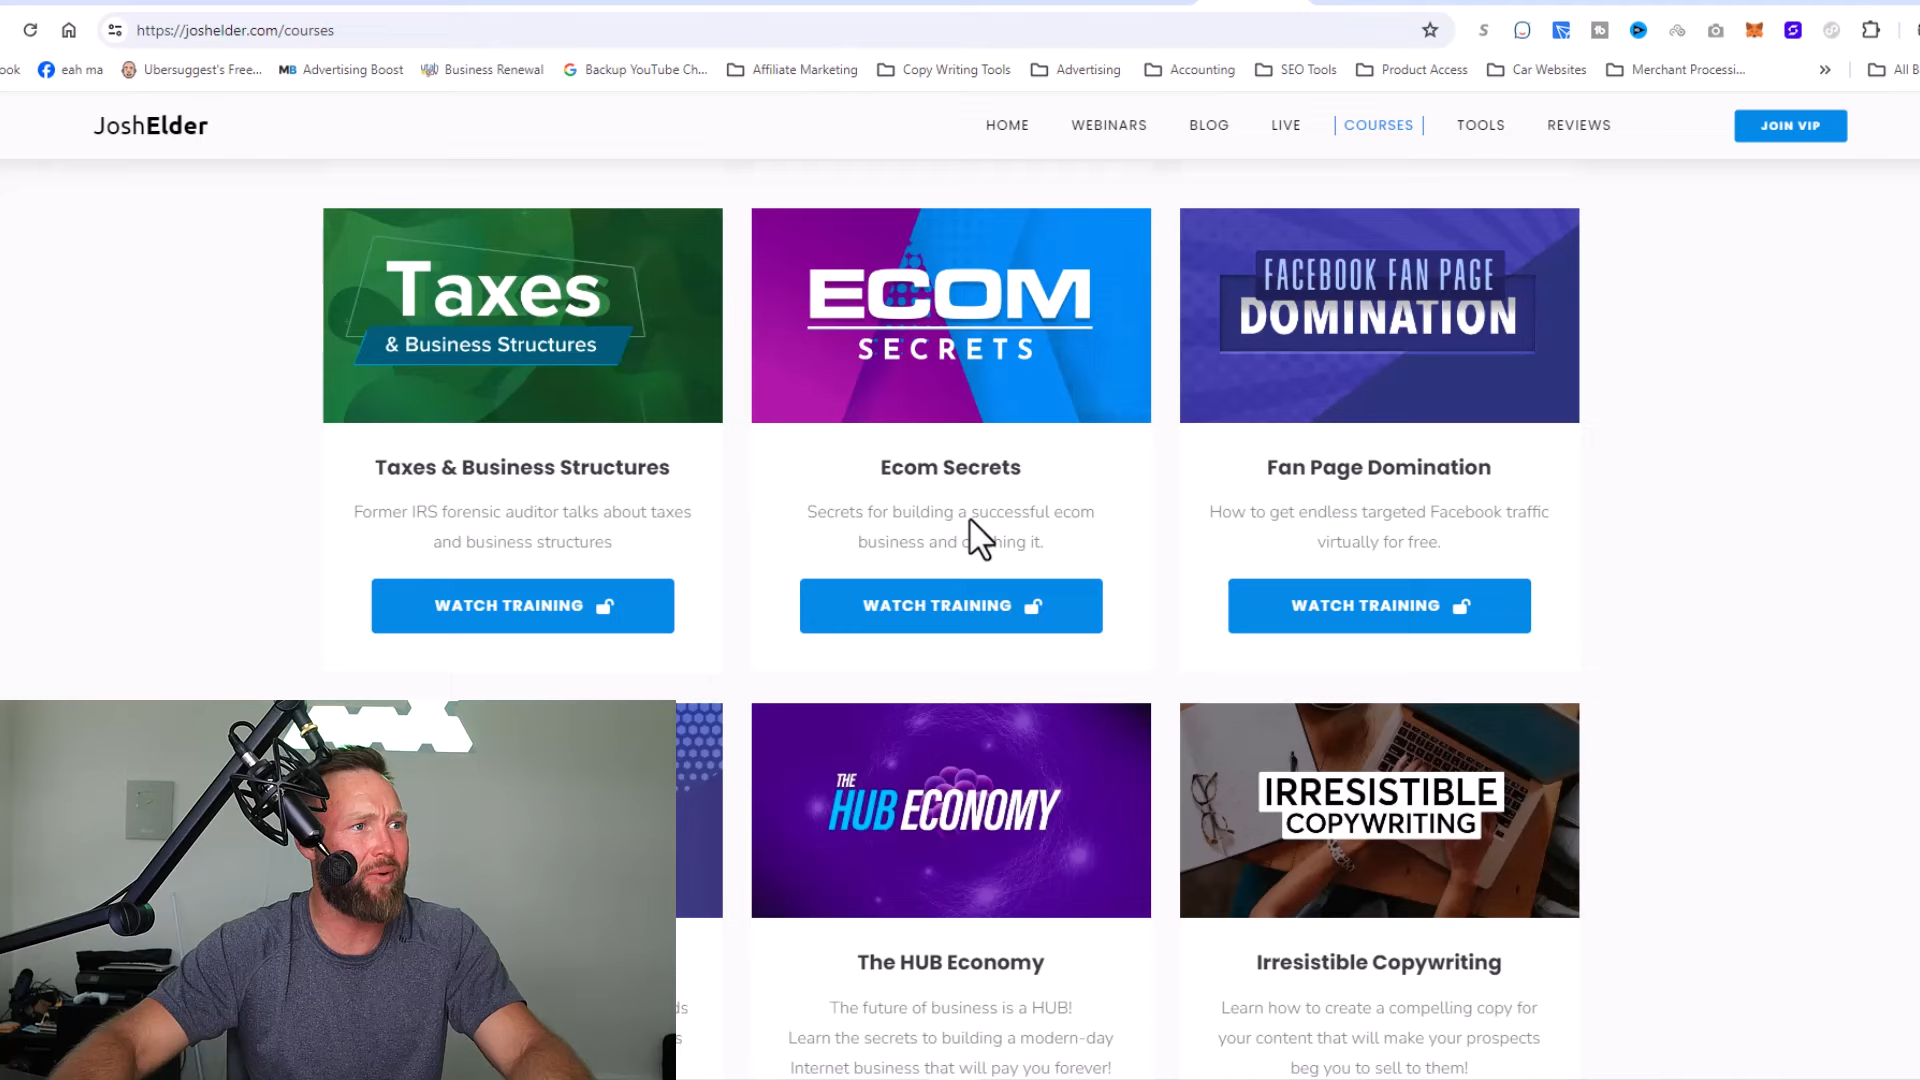 https://joshelder.com/courses
ook
eah ma
Ubersuggest's Free...
MB Advertising Boost
Business Renewal
Backup YouTube Ch...
Affiliate Marketing
Copy Writing Tools
Advertising
Accounting
SEO Tools
Product Access
Car Websites
Merchant Processi...
»
All B
JoshElder
HOME
WEBINARS
BLOG
LIVE
COURSES
TOOLS
REVIEWS
JOIN VIP
Taxes
& Business Structures
ECOM
SECRETS
FACEBOOK FAN PAGE
DOMINATION
Taxes & Business Structures
Former IRS forensic auditor talks about taxes
and business structures
WATCH TRAINING
Ecom Secrets
Secrets for building a successful ecom
business and it.
WATCH TRAINING
Fan Page Domination
How to get endless targeted Facebook traffic
virtually for free.
WATCH TRAINING
THE
HUB ECONOMY
IRRESISTIBLE
COPYWRITING
The HUB Economy
The future of business is a HUB!
Learn the secrets to building a modern-day
Internet business that will pay you forever!
Irresistible Copywriting
Learn how to create a compelling copy for
your content that will make your prospects
beg you to sell to them!